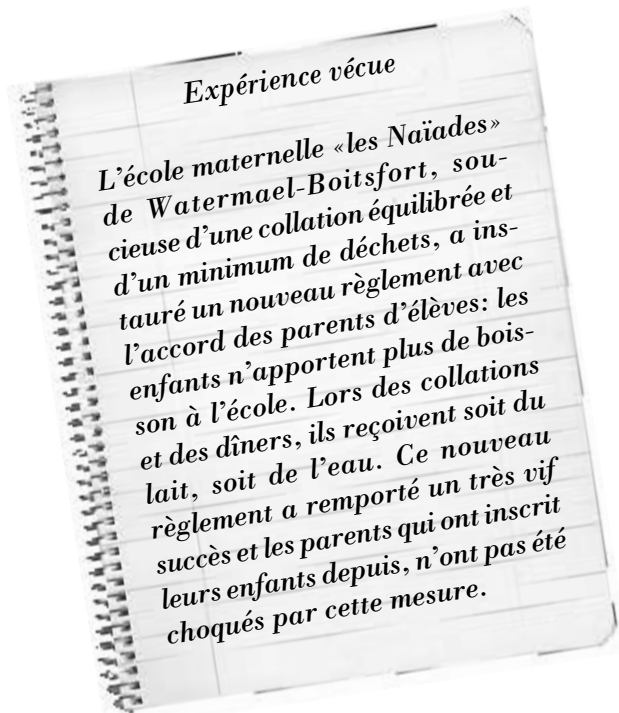 Expérience vécue
L'école maternelle «les Naïades»
de Watermael-Boitsfort, sou-
cieuse d'une collation équilibrée et
d'un minimum de déchets, a ins-
tauré un nouveau règlement avec
l'accord des parents d'élèves: les
enfants n'apportent plus de bois-
son à l'école. Lors des collations
et des dîners, ils reçoivent soit du
lait, soit de l'eau. Ce nouveau
règlement a remporté un très vif
succès et les parents qui ont inscrit
leurs enfants depuis, n'ont pas été
choqués par cette mesure.